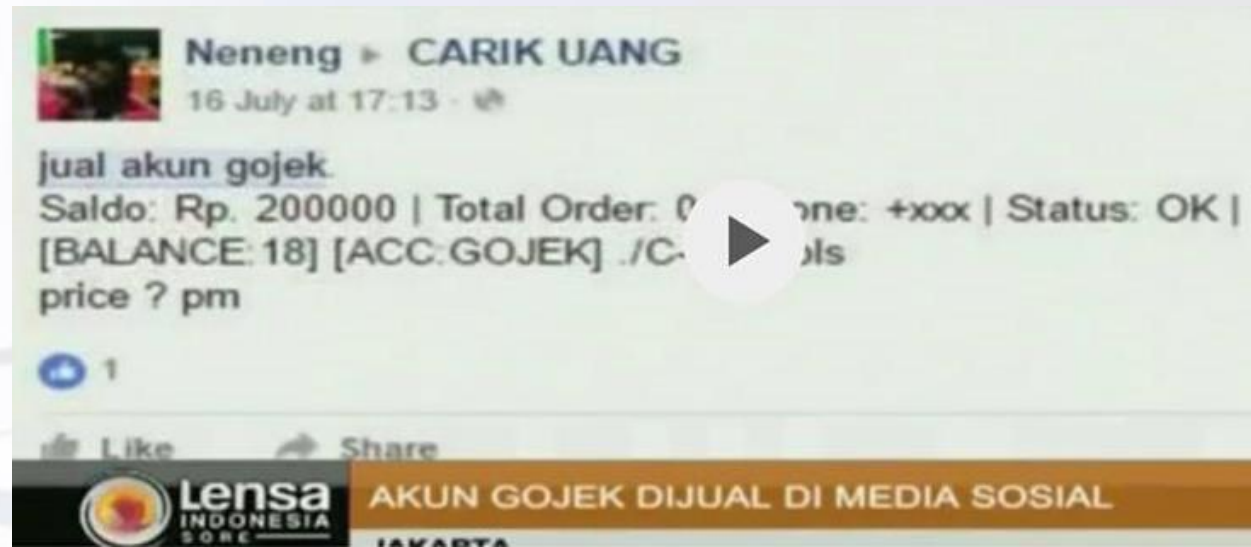 Neneng ▸ CARIK UANG
16 July at 17:13 ·
jual akun gojek.
Saldo: Rp. 200000 | Total Order: +xxx | Status: OK |
[BALANCE:18] [ACC:GOJEK]
price ? pm
1
Like Share
Lensa AKUN GOJEK DIJUAL DI MEDIA SOSIAL
INDONESIA
SORE
JAKARTA